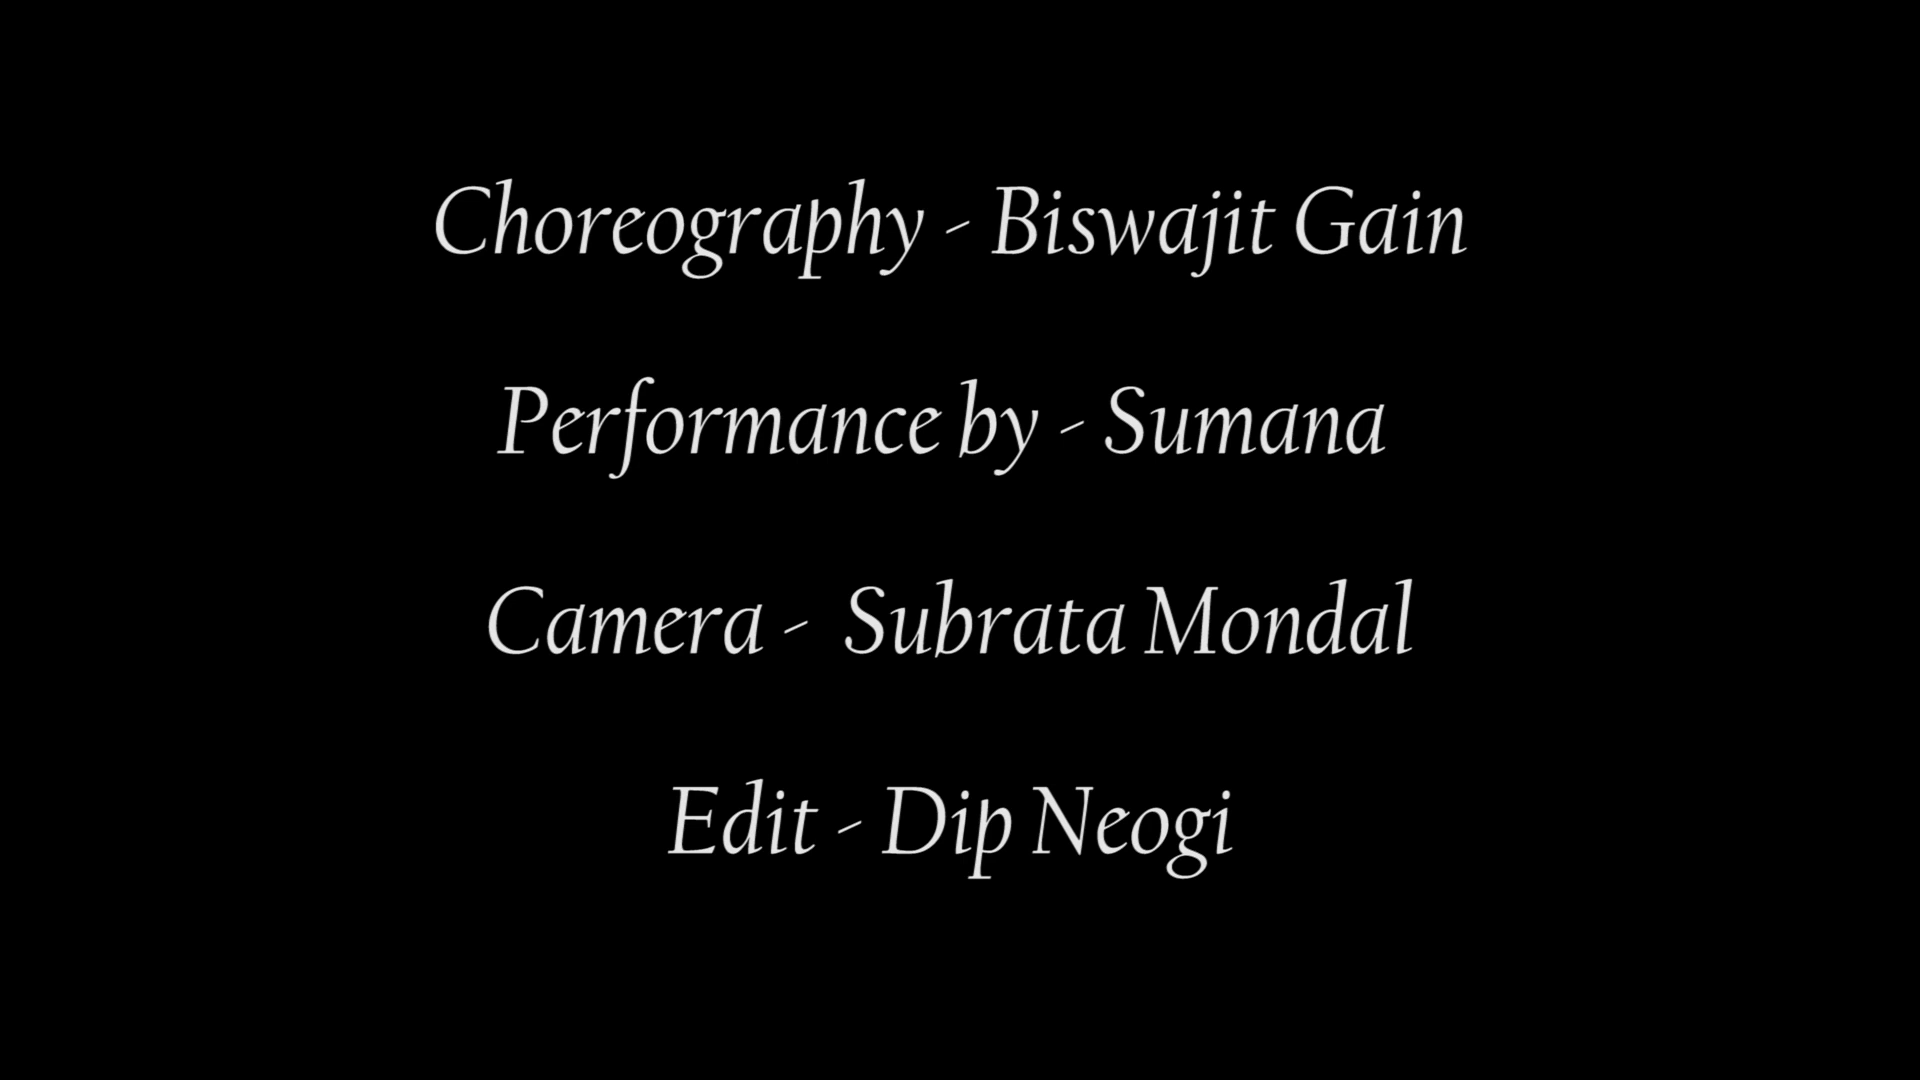 Choreography - Biswajit Gain
Performance by - Sumana
Camera - Subrata Mondal
Edit - Dip Neogi